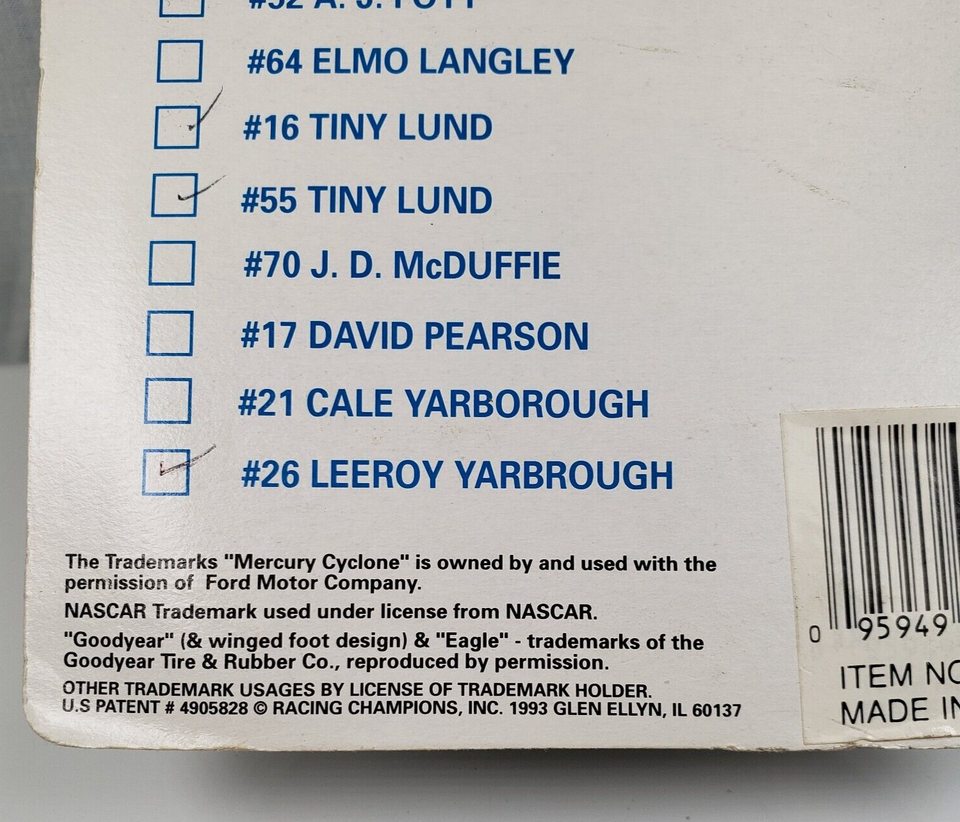 #52 A. J. FOYT
#64 ELMO LANGLEY
#16 TINY LUND
#55 TINY LUND
#70 J. D. McDUFFIE
#17 DAVID PEARSON
#21 CALE YARBOROUGH
#26 LEEROY YARBROUGH
The Trademarks "Mercury Cyclone" is owned by and used with the
permission of Ford Motor Company.
NASCAR Trademark used under license from NASCAR.
"Goodyear" (& winged foot design) & "Eagle" - trademarks of the
Goodyear Tire & Rubber Co., reproduced by permission.
OTHER TRADEMARK USAGES BY LICENSE OF TRADEMARK HOLDER.
U.S PATENT # 4905828 © RACING CHAMPIONS, INC. 1993 GLEN ELLYN, IL 60137
0 95949
ITEM NO
MADE IN